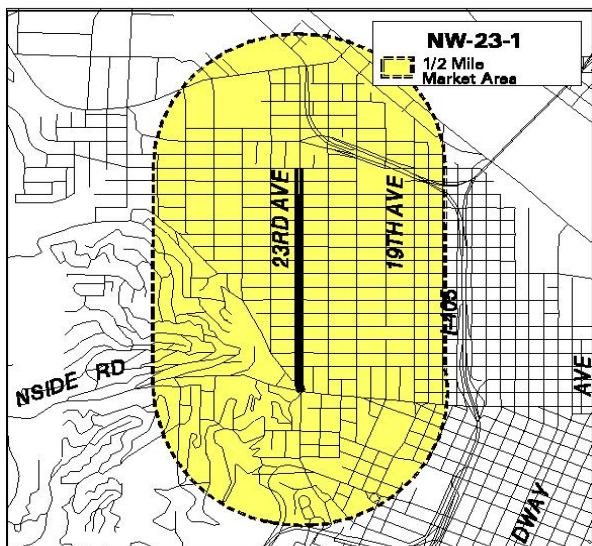 NW-23-1
1/2 Mile
Market Area
23RD AVE
19TH AVE
I-405
NSIDE RD
AVE
DWAY